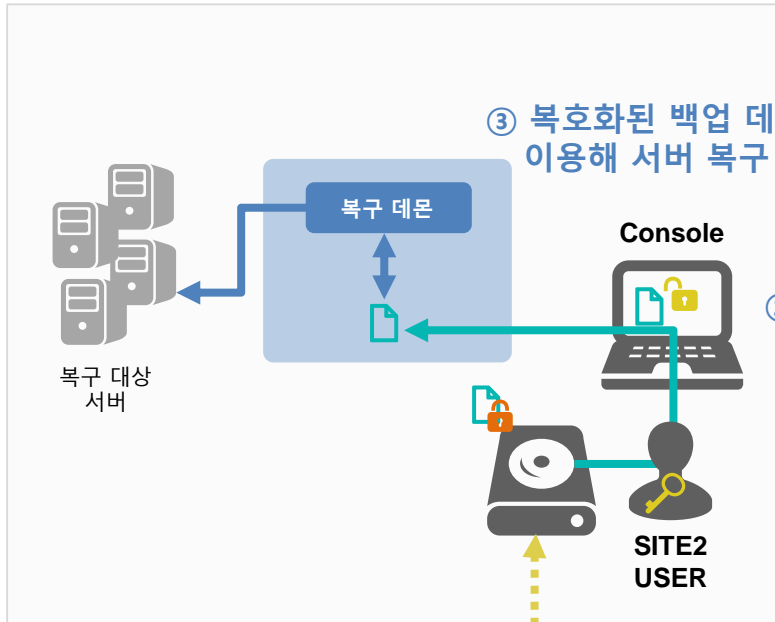 ③ 복호화된 백업 데
이용해 서버 복구
복구 데몬
Console
복구 대상
서버
SITE2
USER